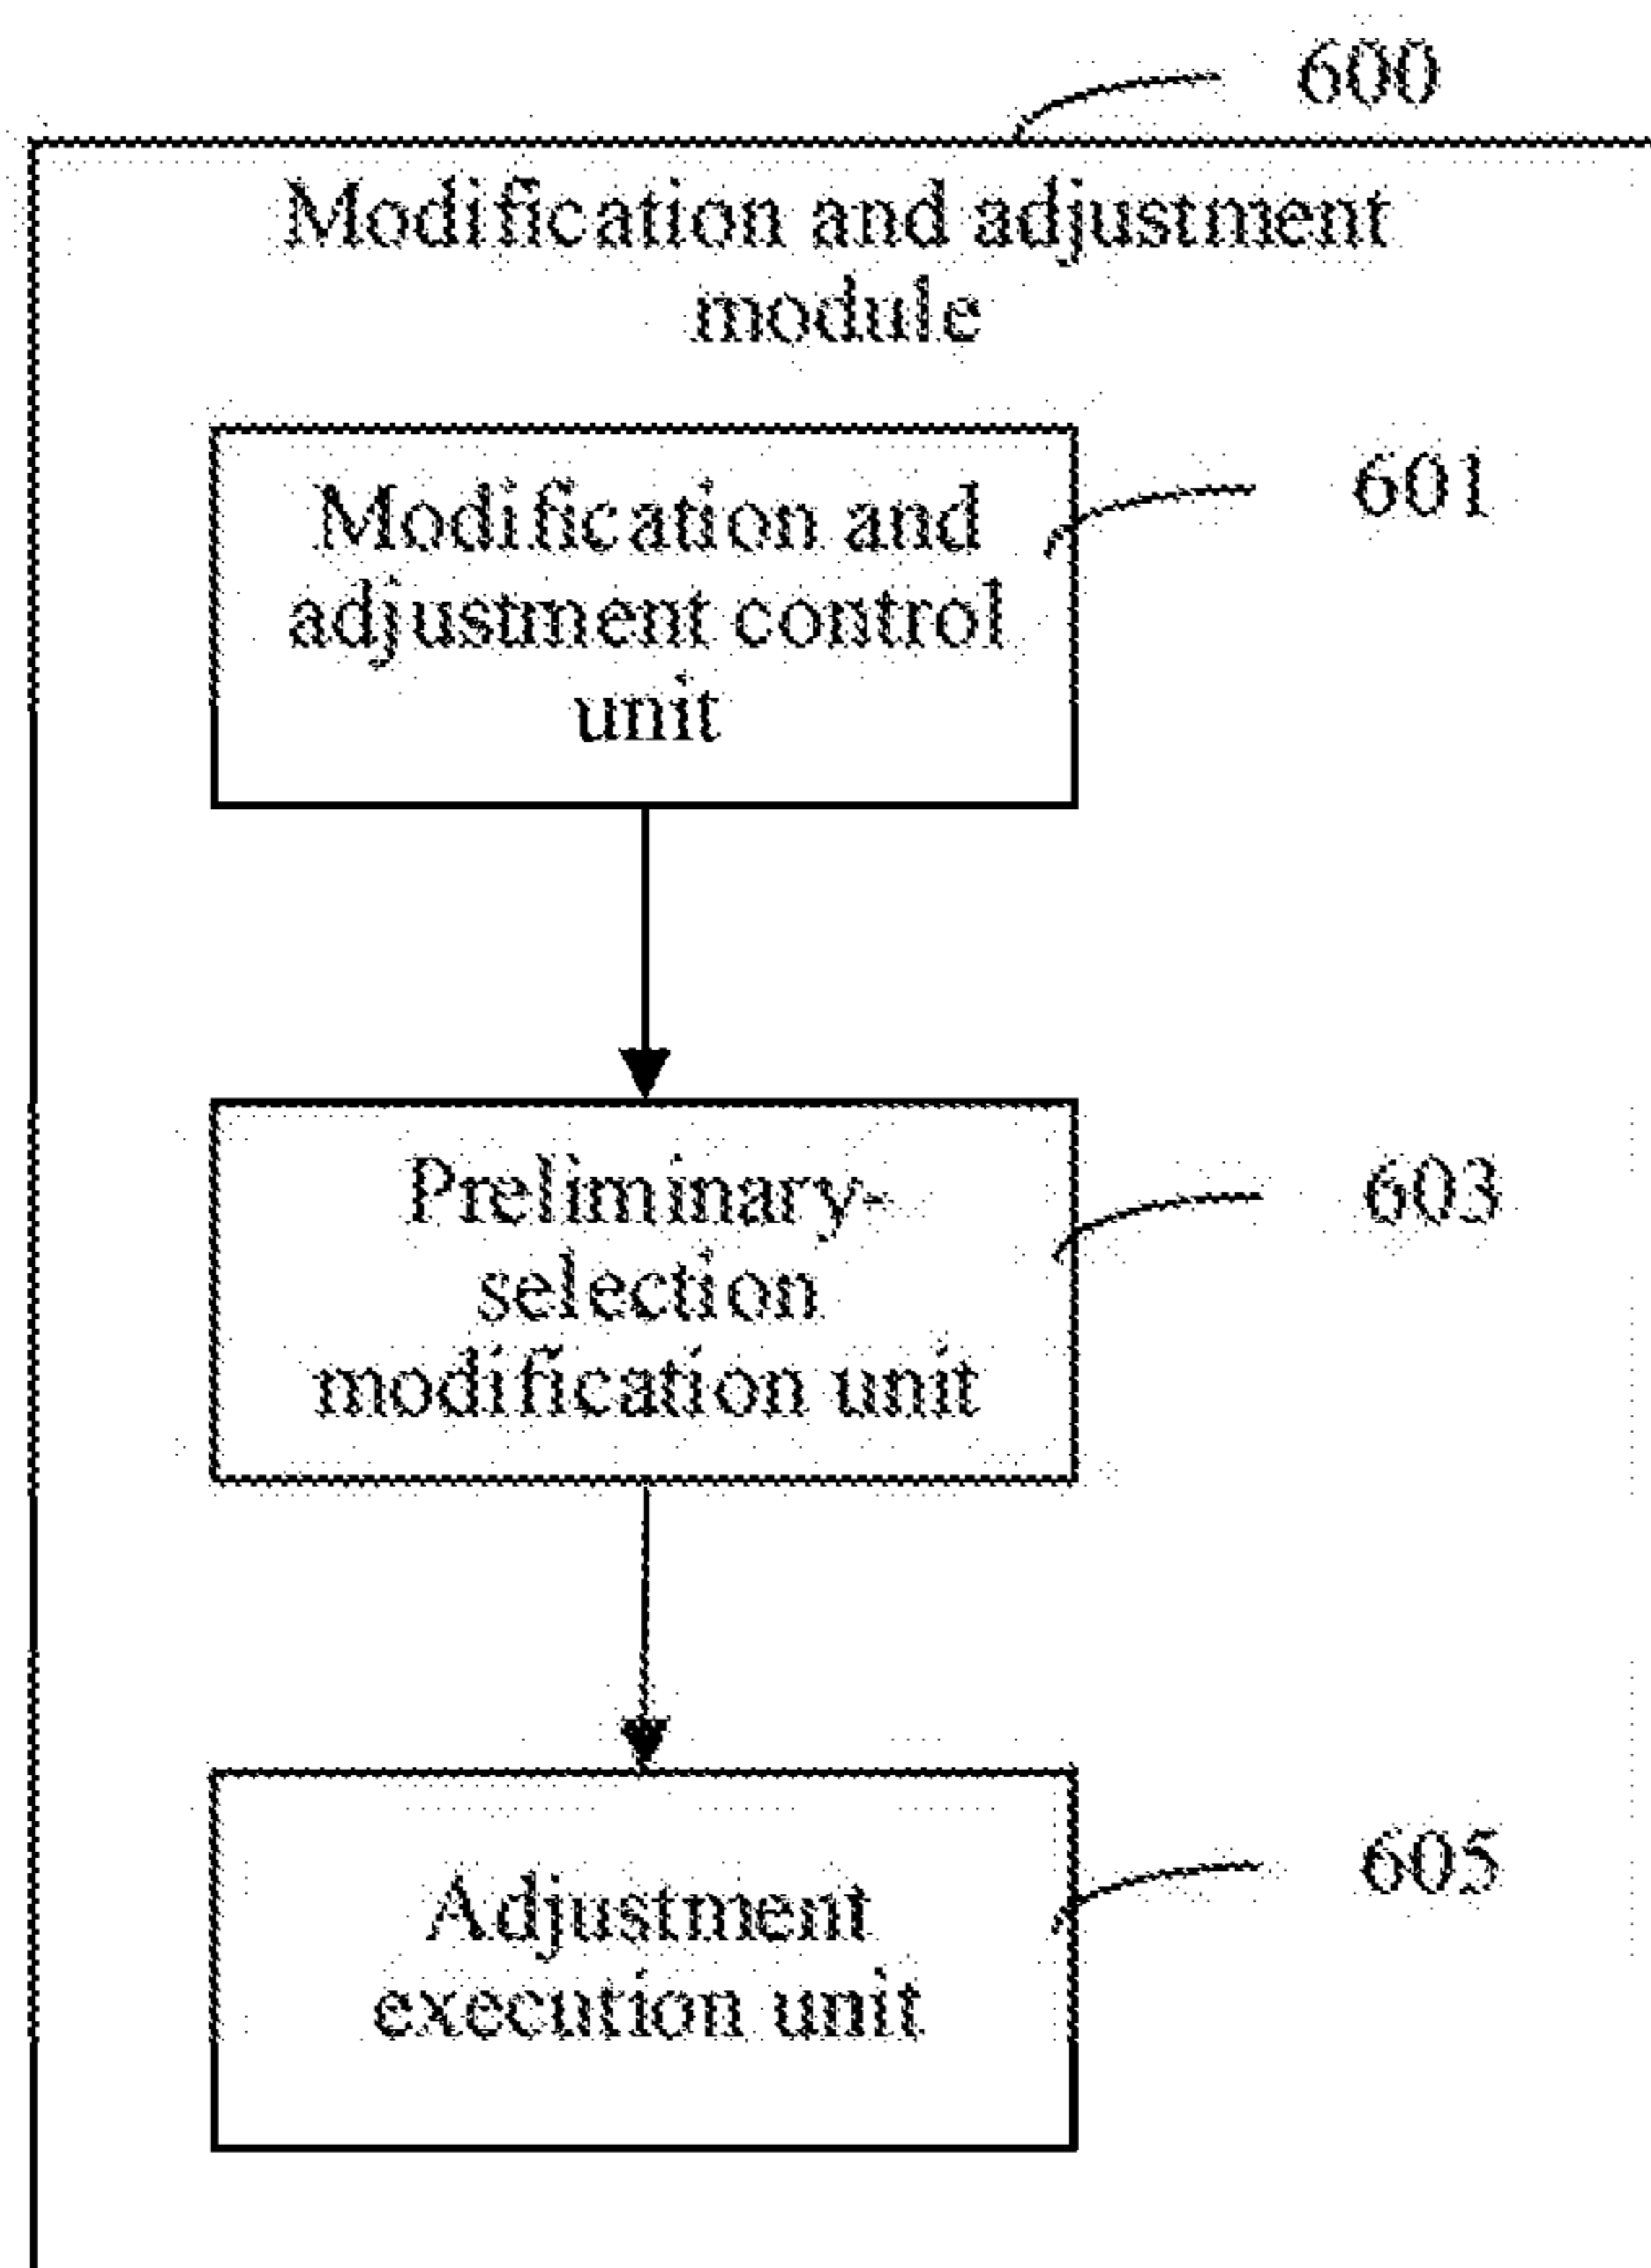 600
Modification and adjustment
module
Modification and
adjustment control
unit
601
Preliminary-
selection
modification unit
603
Adjustment
execution unit
605